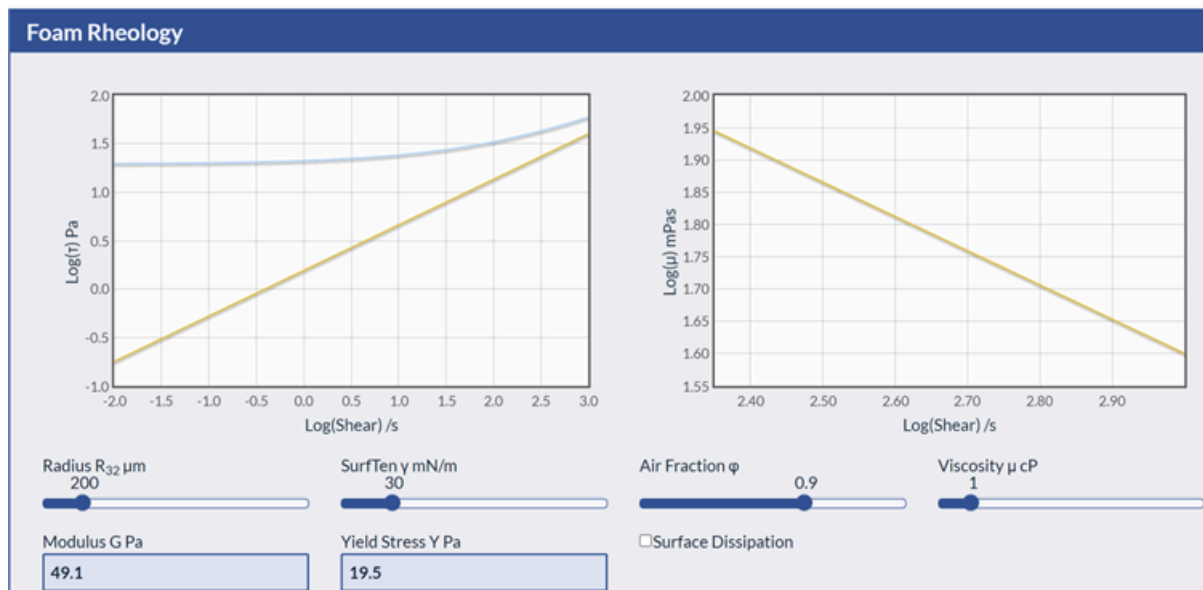 Foam Rheology
2.0
1.5
1.0
0.5
0.0
-0.5
-1.0
Log(τ) Pa
-2.0 -1.5 -1.0 -0.5 0.0 0.5 1.0 1.5 2.0 2.5 3.0
Log(Shear) /s
2.00
1.95
1.90
1.85
1.80
1.75
1.70
1.65
1.60
1.55
Log(μ) mPas
2.40 2.50 2.60 2.70 2.80 2.90
Log(Shear) /s
Radius R₃₂ μm
200
SurfTen γ mN/m
30
Air Fraction φ
0.9
Viscosity μ cP
1
Modulus G Pa
49.1
Yield Stress Y Pa
19.5
Surface Dissipation